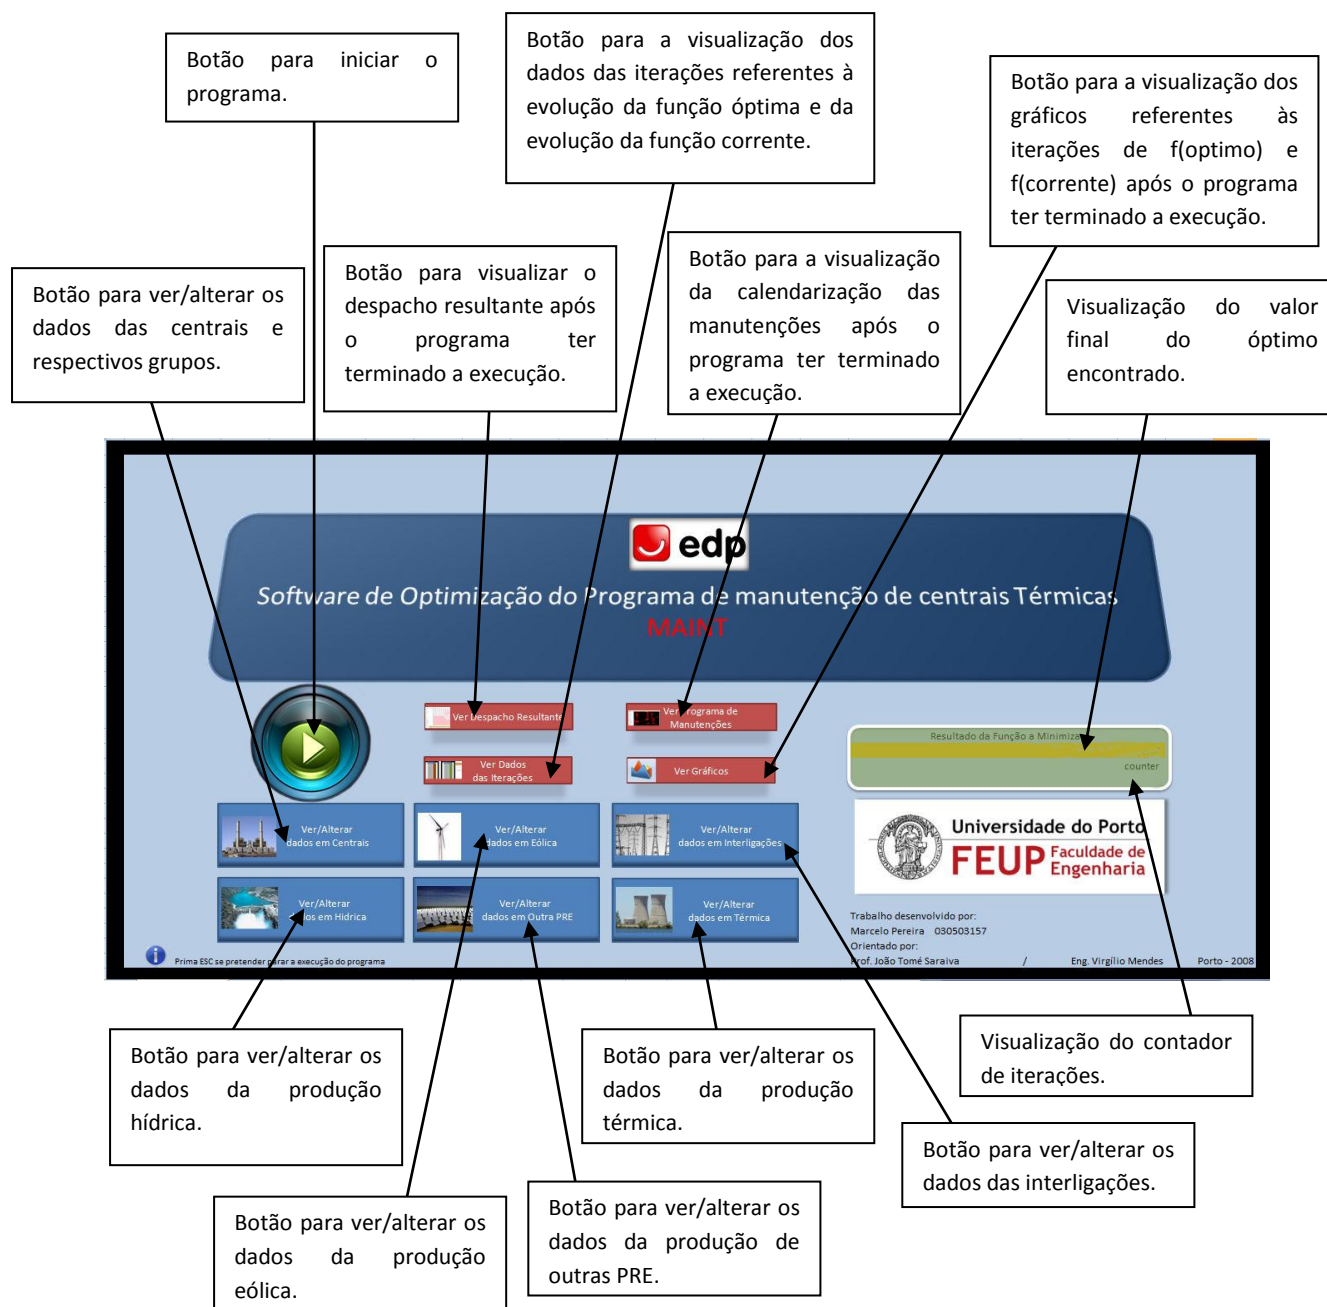 Botão para iniciar o
programa.
Botão para a visualização dos
dados das iterações referentes à
evolução da função óptima e da
evolução da função corrente.
Botão para a visualização dos
gráficos referentes às
iterações de f(optimo) e
f(corrente) após o programa
ter terminado a execução.
Botão para ver/alterar os
dados das centrais e
respectivos grupos.
Botão para visualizar o
despacho resultante após
o programa ter
terminado a execução.
Botão para a visualização
da calendarização das
manutenções após o
programa ter terminado
a execução.
Visualização do valor
final do óptimo
encontrado.
edp
Software de Optimização do Programa de manutenção de centrais Térmicas
MAINT
Ver Despacho Resultante
Ver Programa de
Manutenções
Ver Dados
das Iterações
Ver Gráficos
Resultado da Função a Minimizar
counter
Ver/Alterar
dados em Centrais
Ver/Alterar
dados em Eólica
Ver/Alterar
dados em Interligações
Ver/Alterar
dados em Hídrica
Ver/Alterar
dados em Outra PRE
Ver/Alterar
dados em Térmica
Universidade do Porto
FEUP Faculdade de
Engenharia
Trabalho desenvolvido por:
Marcelo Pereira 030503157
Orientado por:
Prof. João Tomé Saraiva / Eng. Virgílio Mendes Porto - 2008
Prima ESC se pretender parar a execução do programa
Botão para ver/alterar os
dados da produção
hídrica.
Botão para ver/alterar os
dados da produção
térmica.
Visualização do contador
de iterações.
Botão para ver/alterar os
dados das interligações.
Botão para ver/alterar os
dados da produção
eólica.
Botão para ver/alterar os
dados da produção de
outras PRE.